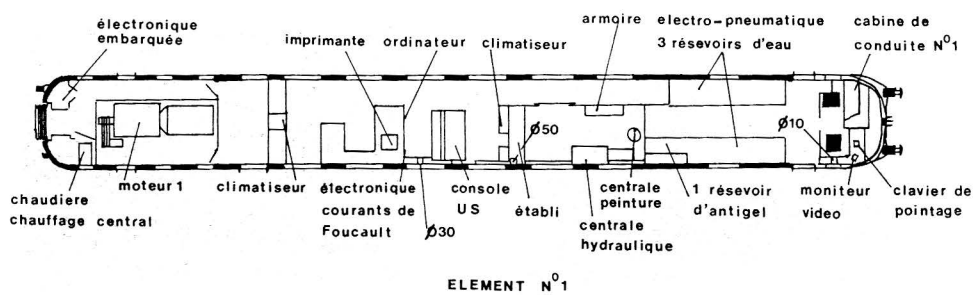 électronique
embarquée
imprimante
ordinateur
climatiseur
armoire
electro-pneumatique
3 résevoirs d'eau
cabine de
conduite N°1
Ø50
Ø10
chaudiere
chauffage central
moteur 1
climatiseur
électronique
courants de
Foucault
Ø30
console
US
établi
centrale
peinture
centrale
hydraulique
1 résevoir
d'antigel
moniteur
video
clavier de
pointage
ELEMENT N°1